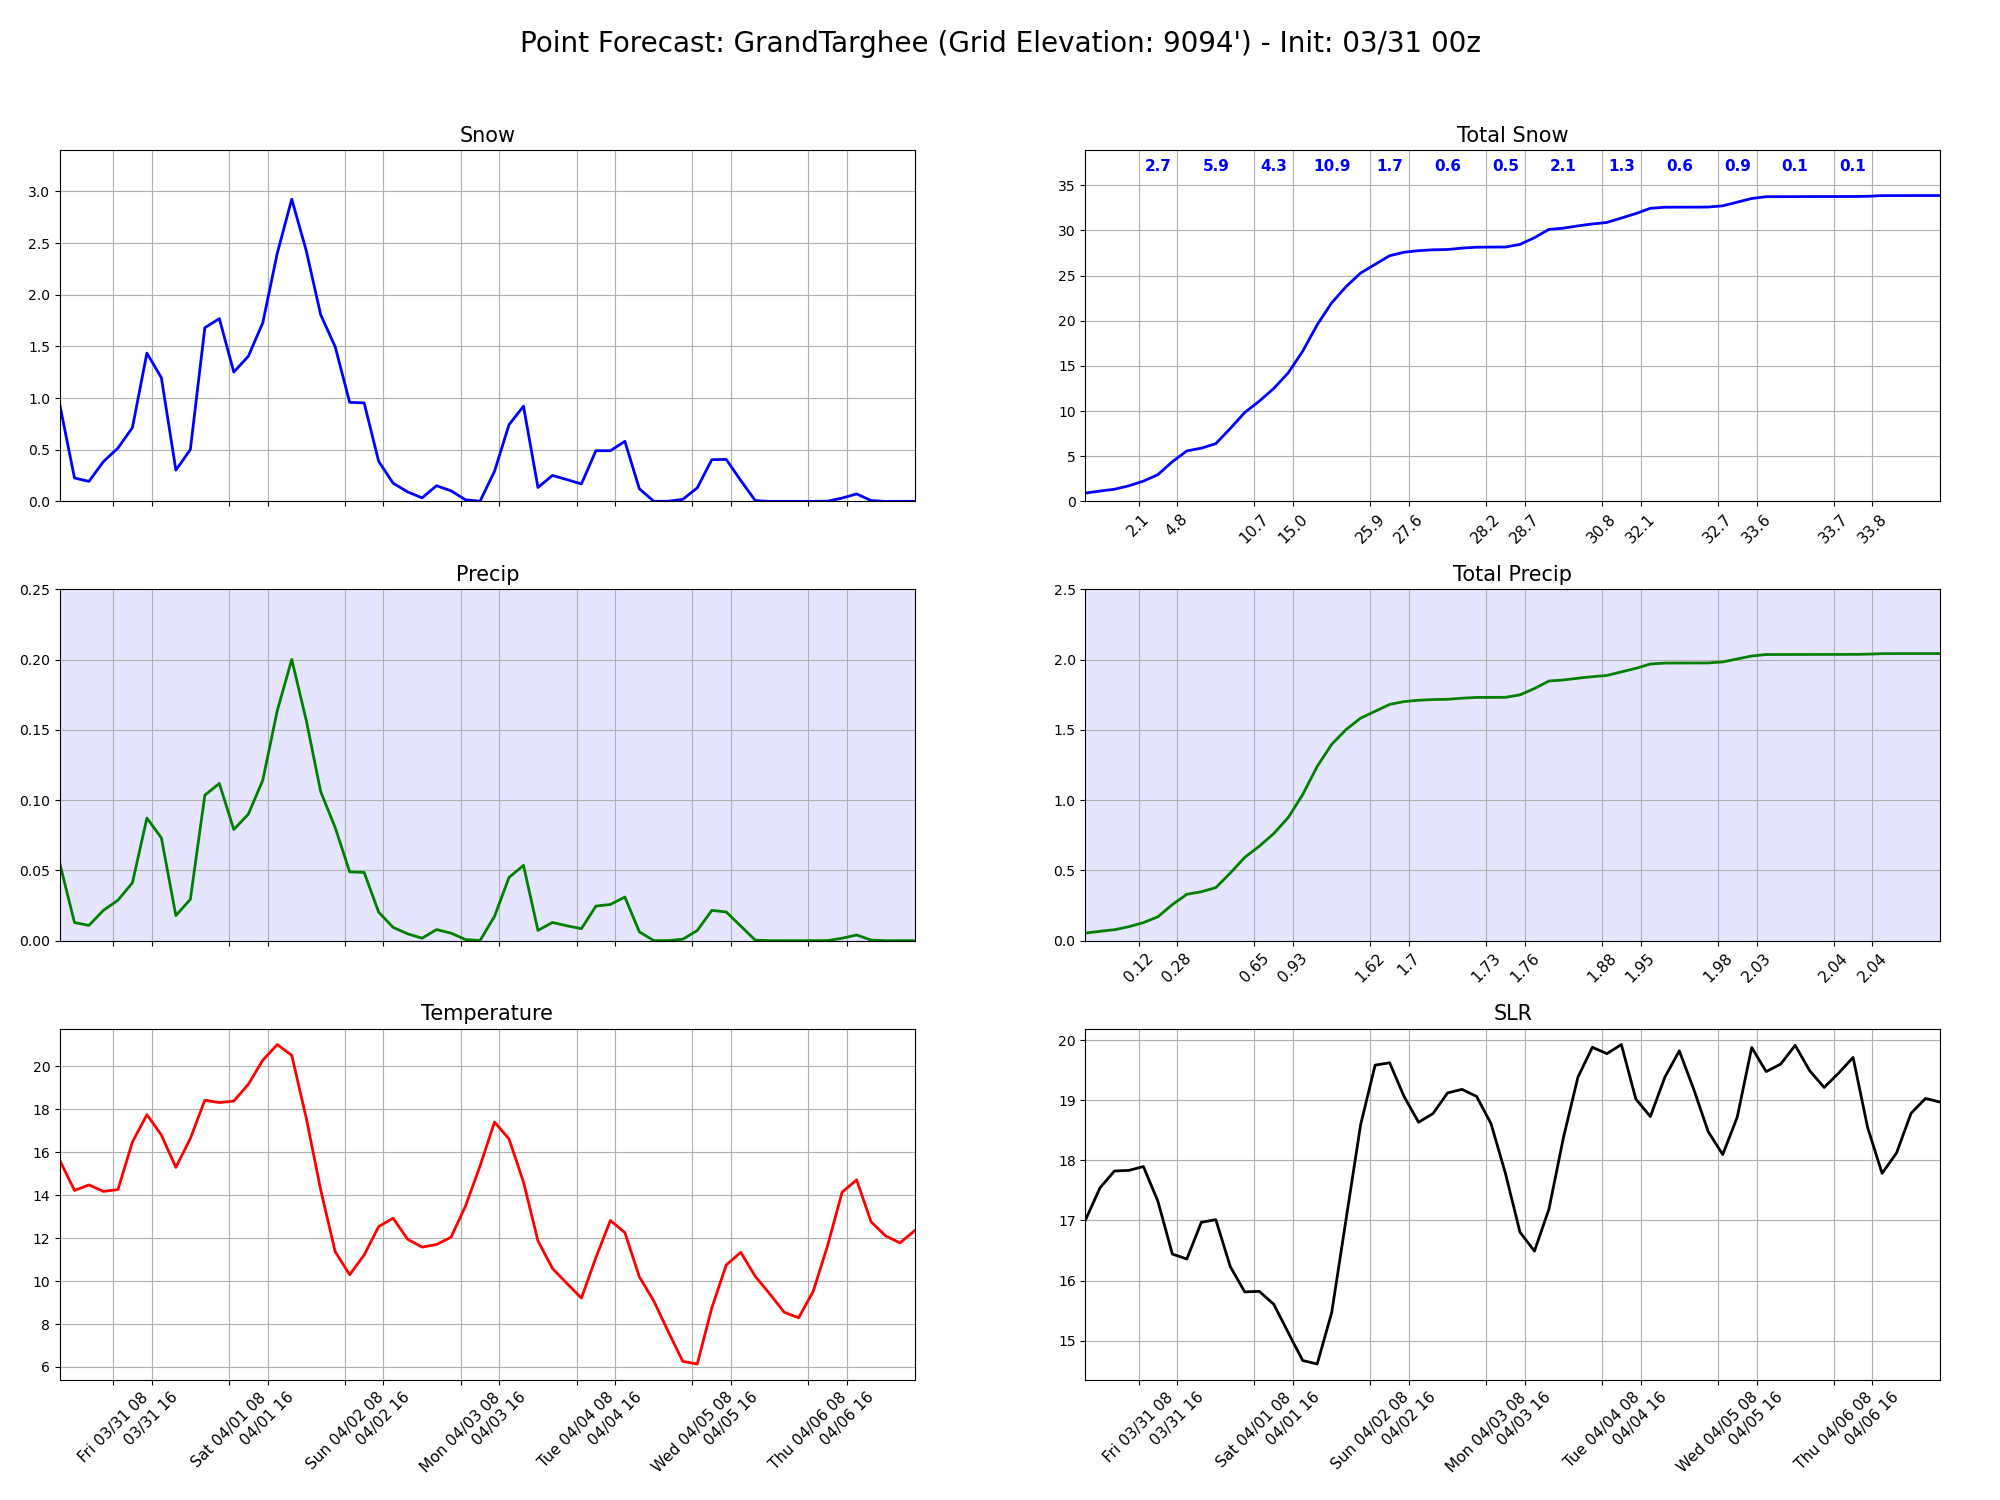 Point Forecast: GrandTarghee (Grid Elevation: 9094') - Init: 03/31 00z
Snow
3.0
2.5
2.0
1.5
1.0
0.5
0.0
Total Snow
2.7 5.9 4.3 10.9 1.7 0.6 0.5 2.1 1.3 0.6 0.9 0.1 0.1
35
30
25
20
15
10
5
0
2.1 4.8 10.7 15.0 25.9 27.6 28.2 28.7 30.8 32.1 32.7 33.6 33.7 33.8
Precip
0.25
0.20
0.15
0.10
0.05
0.00
Total Precip
2.5
2.0
1.5
1.0
0.5
0.0
0.12 0.28 0.65 0.93 1.62 1.7 1.73 1.76 1.88 1.95 1.98 2.03 2.04 2.04
Temperature
20
18
16
14
12
10
8
6
Fri 03/31 08
03/31 16
Sat 04/01 08
04/01 16
Sun 04/02 08
04/02 16
Mon 04/03 08
04/03 16
Tue 04/04 08
04/04 16
Wed 04/05 08
04/05 16
Thu 04/06 08
04/06 16
SLR
20
19
18
17
16
15
Fri 03/31 08
03/31 16
Sat 04/01 08
04/01 16
Sun 04/02 08
04/02 16
Mon 04/03 08
04/03 16
Tue 04/04 08
04/04 16
Wed 04/05 08
04/05 16
Thu 04/06 08
04/06 16